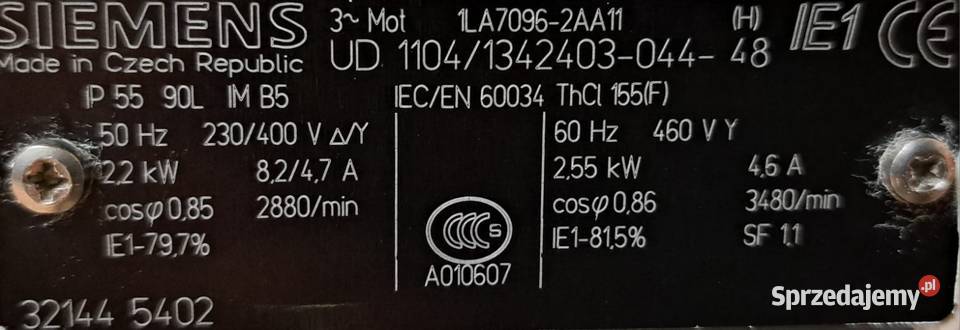 SIEMENS 3~ Mot 1LA7096-2AA11 (H) IE1 CE
Made in Czech Republic UD 1104/1342403-044-48
IP 55 90L IM B5 IEC/EN 60034 ThCl 155(F)
50 Hz 230/400 V Δ/Y 60 Hz 460 V Y
2,2 kW 8,2/4,7 A 2,55 kW 4,6 A
cosφ 0,85 2880/min cosφ 0,86 3480/min
IE1-79,7% CCC S IE1-81,5% SF 1,1
A010607
32144 5402
Sprzedajemy.pl